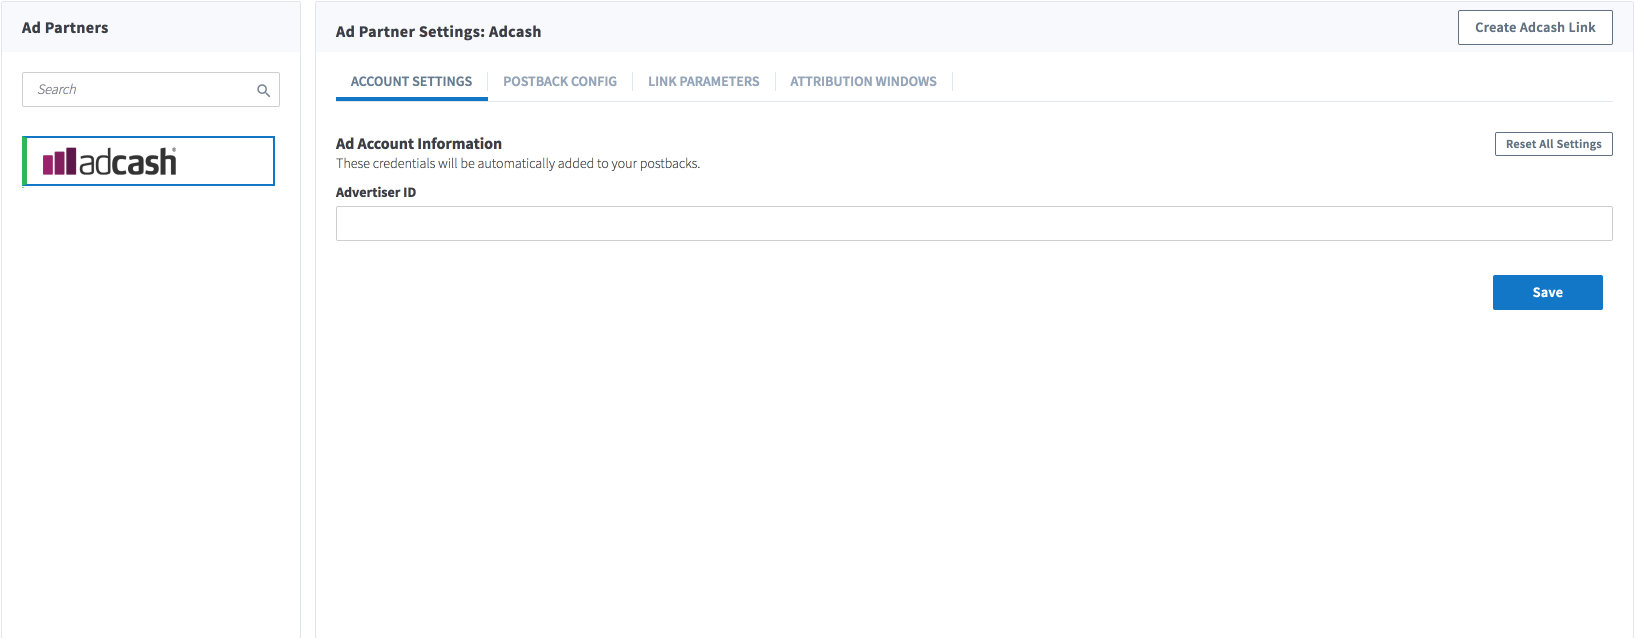 Ad Partners
Search
adcash®
Ad Partner Settings: Adcash
Create Adcash Link
ACCOUNT SETTINGS
POSTBACK CONFIG
LINK PARAMETERS
ATTRIBUTION WINDOWS
Ad Account Information
Reset All Settings
These credentials will be automatically added to your postbacks.
Advertiser ID
Save